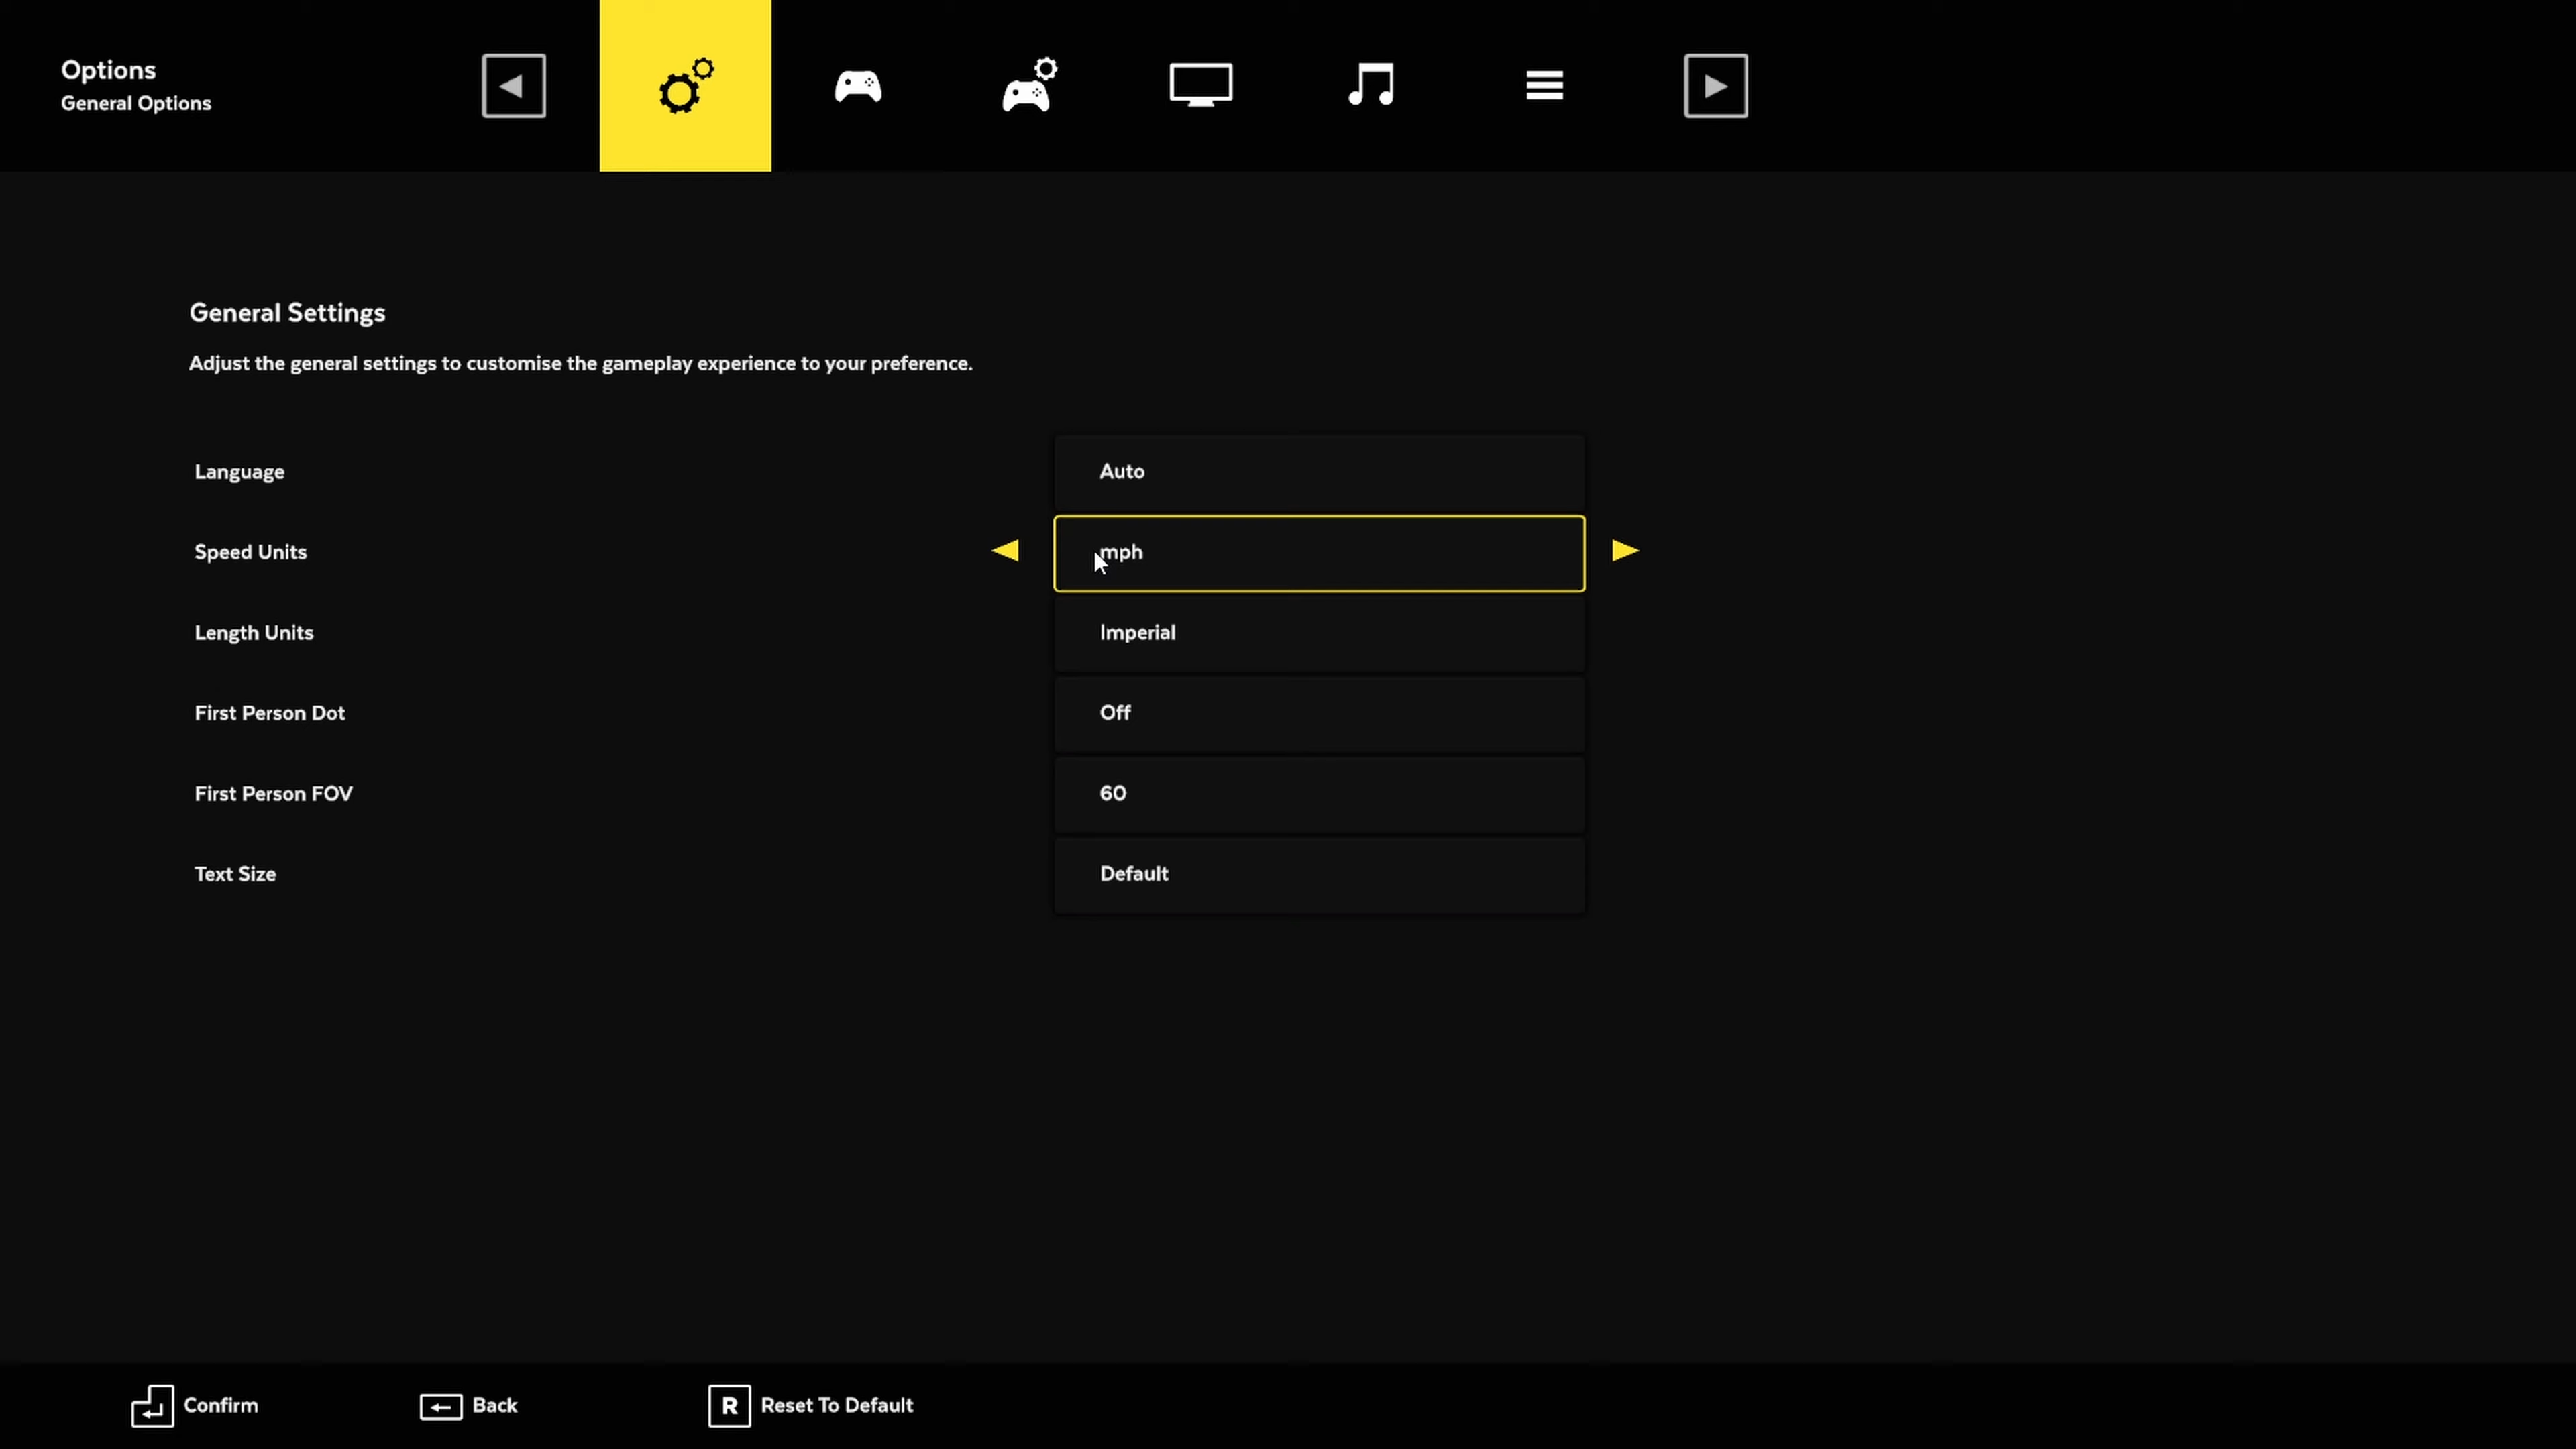 Options
General Options
General Settings
Adjust the general settings to customise the gameplay experience to your preference.
Language Auto
Speed Units mph
Length Units Imperial
First Person Dot Off
First Person FOV 60
Text Size Default
Confirm Back R Reset To Default